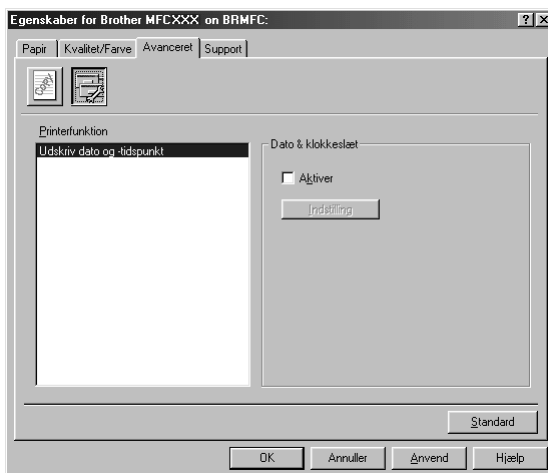 Egenskaber for Brother MFCXXX on BRMFC:
Papir Kvalitet/Farve Avanceret Support
Copy
Printerfunktion
Udskriv dato og -tidspunkt
Dato & klokkeslæt
Aktiver
Indstilling
Standard
OK Annuller Anvend Hjælp